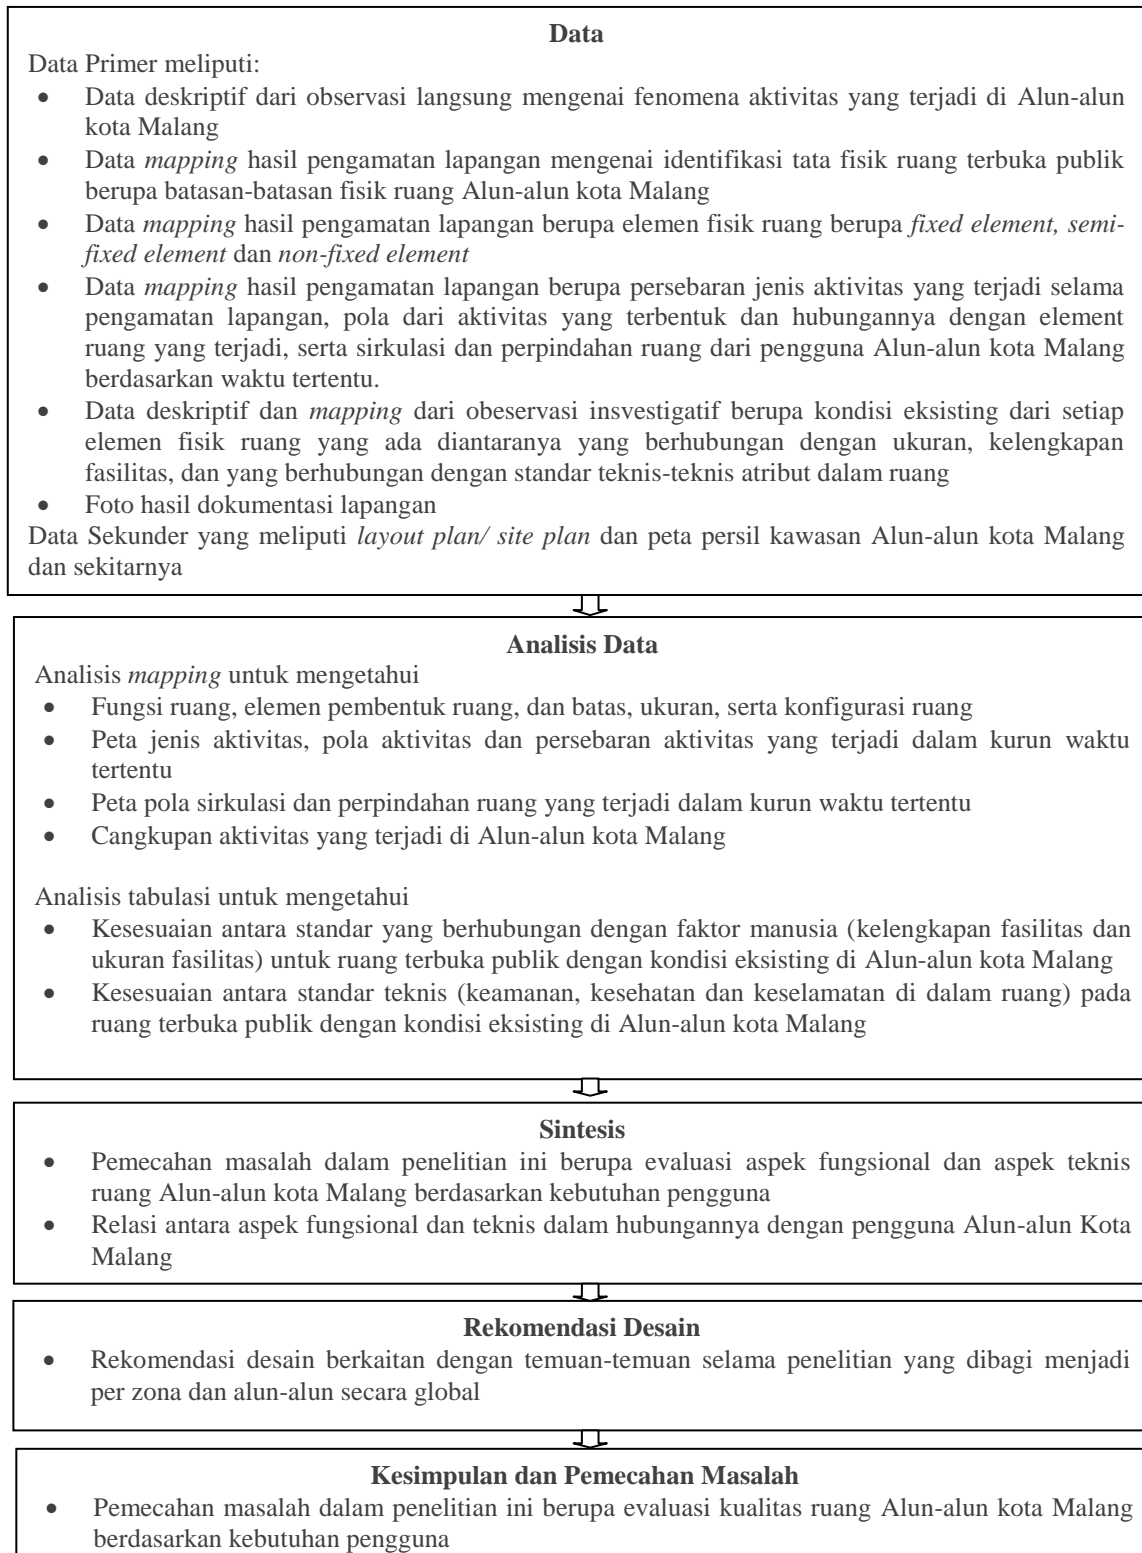 Data
Data Primer meliputi:
• Data deskriptif dari observasi langsung mengenai fenomena aktivitas yang terjadi di Alun-alun
kota Malang
• Data mapping hasil pengamatan lapangan mengenai identifikasi tata fisik ruang terbuka publik
berupa batasan-batasan fisik ruang Alun-alun kota Malang
• Data mapping hasil pengamatan lapangan berupa elemen fisik ruang berupa fixed element, semi-
fixed element dan non-fixed element
• Data mapping hasil pengamatan lapangan berupa persebaran jenis aktivitas yang terjadi selama
pengamatan lapangan, pola dari aktivitas yang terbentuk dan hubungannya dengan element
ruang yang terjadi, serta sirkulasi dan perpindahan ruang dari pengguna Alun-alun kota Malang
berdasarkan waktu tertentu.
• Data deskriptif dan mapping dari obeservasi insvestigatif berupa kondisi eksisting dari setiap
elemen fisik ruang yang ada diantaranya yang berhubungan dengan ukuran, kelengkapan
fasilitas, dan yang berhubungan dengan standar teknis-teknis atribut dalam ruang
• Foto hasil dokumentasi lapangan
Data Sekunder yang meliputi layout plan/ site plan dan peta persil kawasan Alun-alun kota Malang
dan sekitarnya
Analisis Data
Analisis mapping untuk mengetahui
• Fungsi ruang, elemen pembentuk ruang, dan batas, ukuran, serta konfigurasi ruang
• Peta jenis aktivitas, pola aktivitas dan persebaran aktivitas yang terjadi dalam kurun waktu
tertentu
• Peta pola sirkulasi dan perpindahan ruang yang terjadi dalam kurun waktu tertentu
• Cangkupan aktivitas yang terjadi di Alun-alun kota Malang
Analisis tabulasi untuk mengetahui
• Kesesuaian antara standar yang berhubungan dengan faktor manusia (kelengkapan fasilitas dan
ukuran fasilitas) untuk ruang terbuka publik dengan kondisi eksisting di Alun-alun kota Malang
• Kesesuaian antara standar teknis (keamanan, kesehatan dan keselamatan di dalam ruang) pada
ruang terbuka publik dengan kondisi eksisting di Alun-alun kota Malang
Sintesis
• Pemecahan masalah dalam penelitian ini berupa evaluasi aspek fungsional dan aspek teknis
ruang Alun-alun kota Malang berdasarkan kebutuhan pengguna
• Relasi antara aspek fungsional dan teknis dalam hubungannya dengan pengguna Alun-alun Kota
Malang
Rekomendasi Desain
• Rekomendasi desain berkaitan dengan temuan-temuan selama penelitian yang dibagi menjadi
per zona dan alun-alun secara global
Kesimpulan dan Pemecahan Masalah
• Pemecahan masalah dalam penelitian ini berupa evaluasi kualitas ruang Alun-alun kota Malang
berdasarkan kebutuhan pengguna